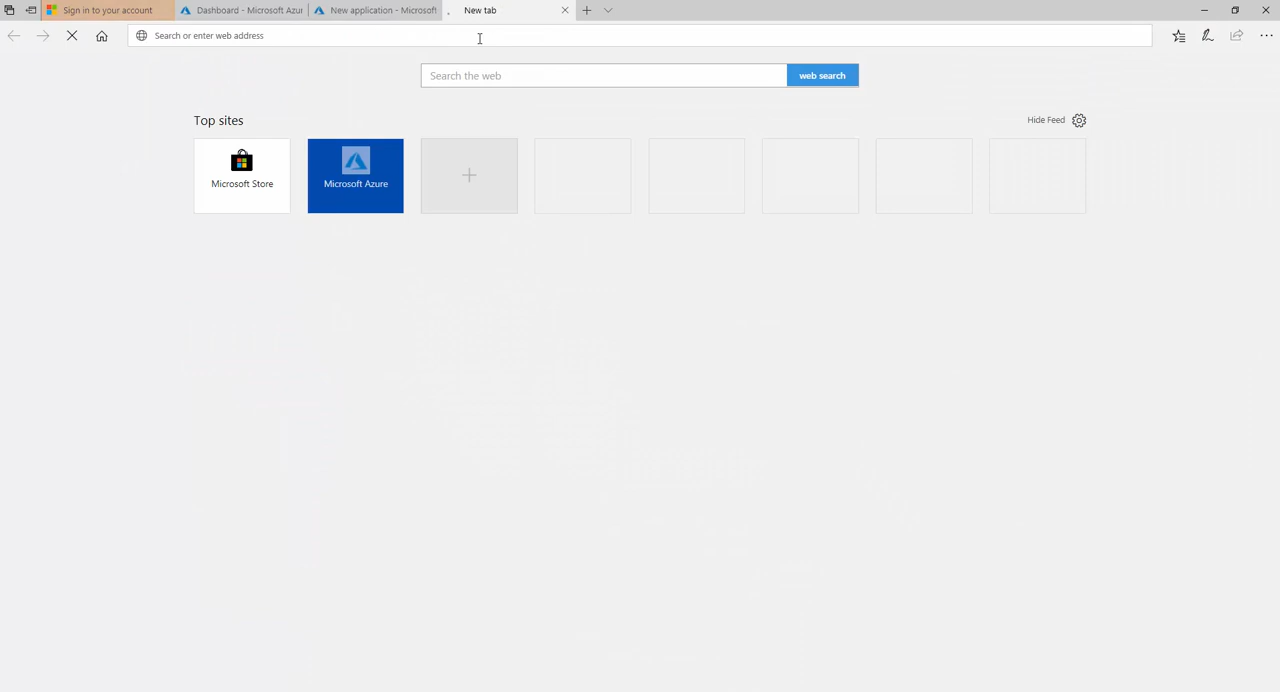 Sign in to your account
Dashboard - Microsoft Azur
New application - Microsoft
New tab
Search or enter web address
Search the web
web search
Top sites
Hide Feed
Microsoft Store
Microsoft Azure